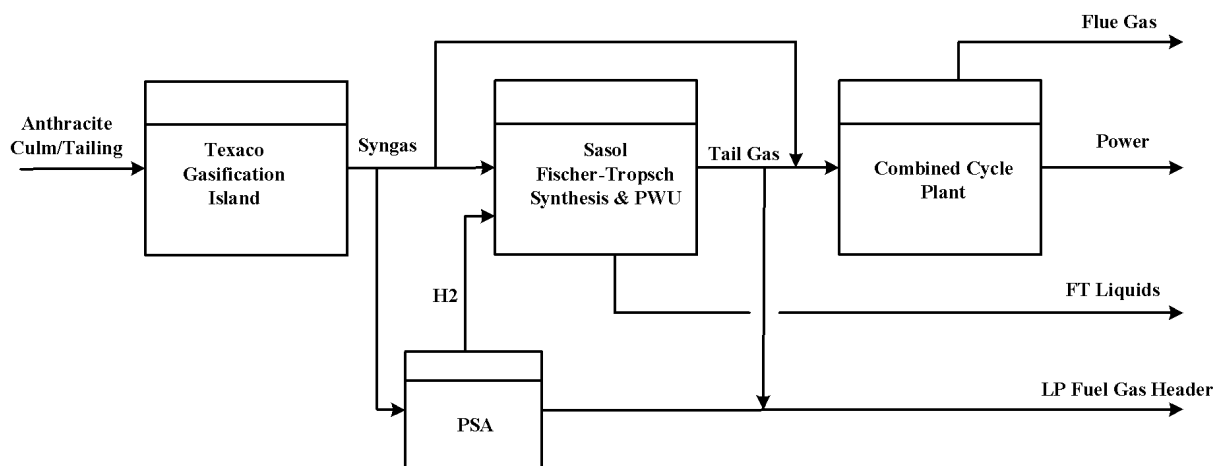 Flue Gas
Anthracite
Culm/Tailing
Texaco
Gasification
Island
Syngas
Sasol
Fischer-Tropsch
Synthesis & PWU
Tail Gas
Combined Cycle
Plant
Power
H2
FT Liquids
PSA
LP Fuel Gas Header